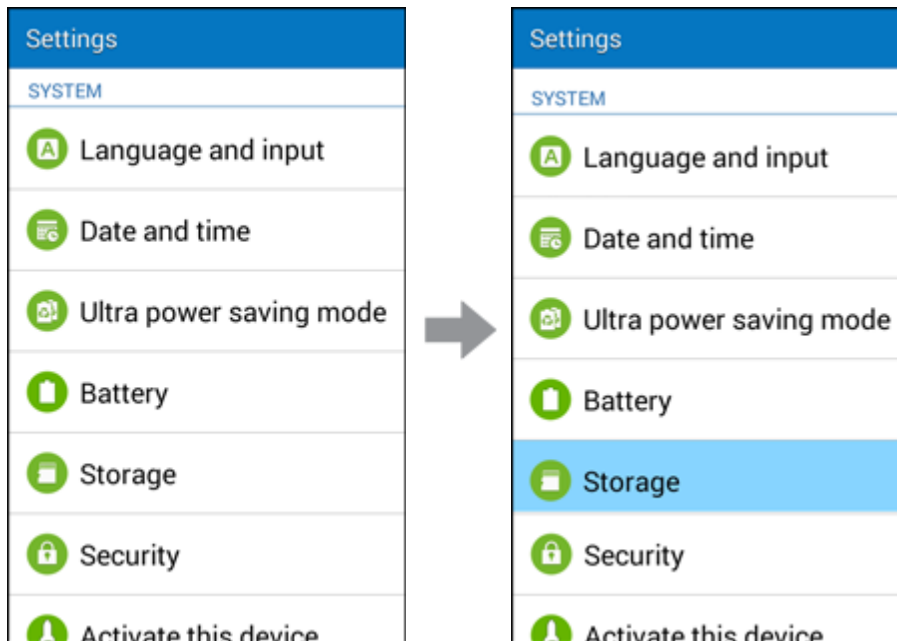 Settings
SYSTEM
A Language and input
Date and time
Ultra power saving mode
Battery
Storage
Security
Activate this device
Settings
SYSTEM
A Language and input
Date and time
Ultra power saving mode
Battery
Storage
Security
Activate this device